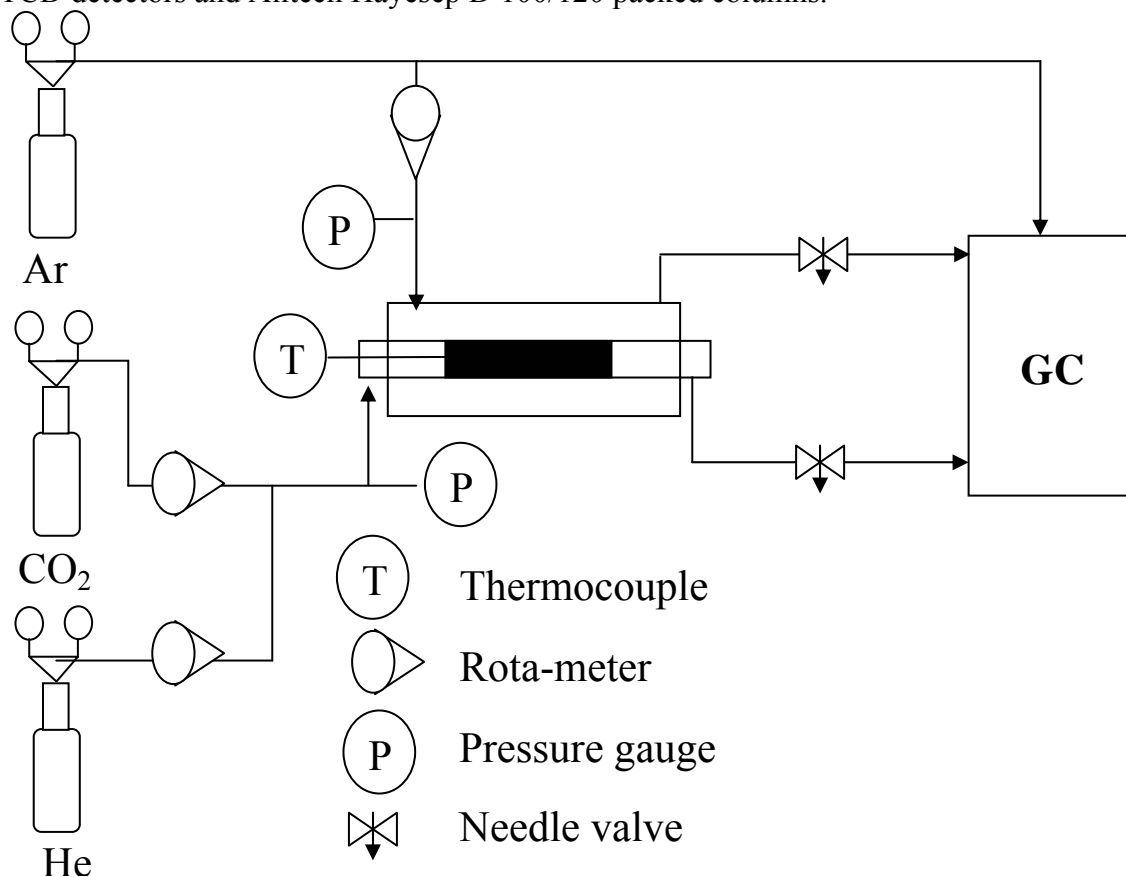 TCD detectors and Alltech Hayesep D 100/120 packed columns.
Ar
P
T
GC
P
CO₂
T Thermocouple
Rota-meter
P Pressure gauge
Needle valve
He